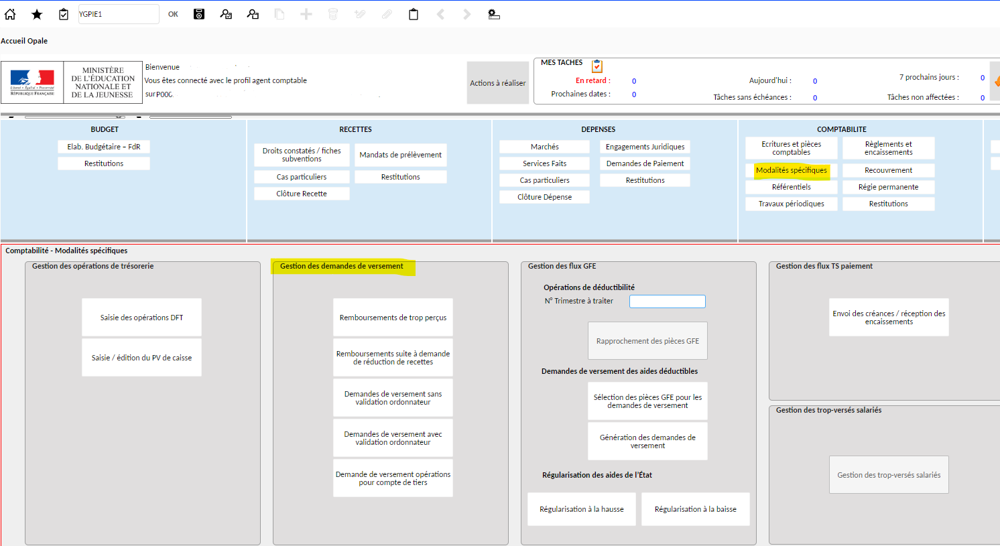 YGPIE1
OK
Accueil Opale
Liberté • Égalité • Fraternité
RÉPUBLIQUE FRANÇAISE
MINISTÈRE
DE L'ÉDUCATION
NATIONALE ET
DE LA JEUNESSE
Bienvenue
Vous êtes connecté avec le profil agent comptable
sur P000
Actions à réaliser
MES TACHES
En retard : 0
Aujourd'hui : 0
7 prochains jours : 0
Prochaines dates : 0
Tâches sans échéances : 0
Tâches non affectées : 0
BUDGET
Elab. Budgétaire – FdR
Restitutions
RECETTES
Droits constatés / fiches
subventions
Mandats de prélèvement
Cas particuliers
Restitutions
Clôture Recette
DEPENSES
Marchés
Engagements Juridiques
Services Faits
Demandes de Paiement
Cas particuliers
Restitutions
Clôture Dépense
COMPTABILITE
Ecritures et pièces
comptables
Règlements et
encaissements
Modalités spécifiques
Recouvrement
Référentiels
Régie permanente
Travaux périodiques
Restitutions
Comptabilité - Modalités spécifiques
Gestion des opérations de trésorerie
Saisie des opérations DFT
Saisie / édition du PV de caisse
Gestion des demandes de versement
Remboursements de trop perçus
Remboursements suite à demande
de réduction de recettes
Demandes de versement sans
validation ordonnateur
Demandes de versement avec
validation ordonnateur
Demande de versement opérations
pour compte de tiers
Gestion des flux GFE
Opérations de déductibilité
N° Trimestre à traiter
Rapprochement des pièces GFE
Demandes de versement des aides déductibles
Sélection des pièces GFE pour les
demandes de versement
Génération des demandes de
versement
Régularisation des aides de l'État
Régularisation à la hausse
Régularisation à la baisse
Gestion des flux TS paiement
Envoi des créances / réception des
encaissements
Gestion des trop-versés salariés
Gestion des trop-versés salariés